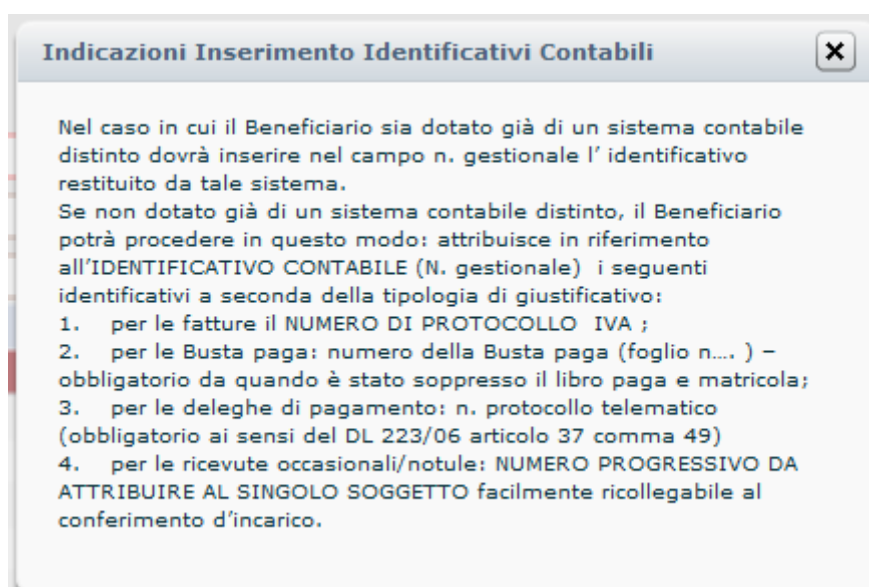 Indicazioni Inserimento Identificativi Contabili
Nel caso in cui il Beneficiario sia dotato già di un sistema contabile
distinto dovrà inserire nel campo n. gestionale l' identificativo
restituito da tale sistema.
Se non dotato già di un sistema contabile distinto, il Beneficiario
potrà procedere in questo modo: attribuisce in riferimento
all'IDENTIFICATIVO CONTABILE (N. gestionale)  i seguenti
identificativi a seconda della tipologia di giustificativo:
1.    per le fatture il NUMERO DI PROTOCOLLO  IVA ;
2.    per le Busta paga: numero della Busta paga (foglio n…. ) –
obbligatorio da quando è stato soppresso il libro paga e matricola;
3.    per le deleghe di pagamento: n. protocollo telematico
(obbligatorio ai sensi del DL 223/06 articolo 37 comma 49)
4.    per le ricevute occasionali/notule: NUMERO PROGRESSIVO DA
ATTRIBUIRE AL SINGOLO SOGGETTO facilmente ricollegabile al
conferimento d'incarico.